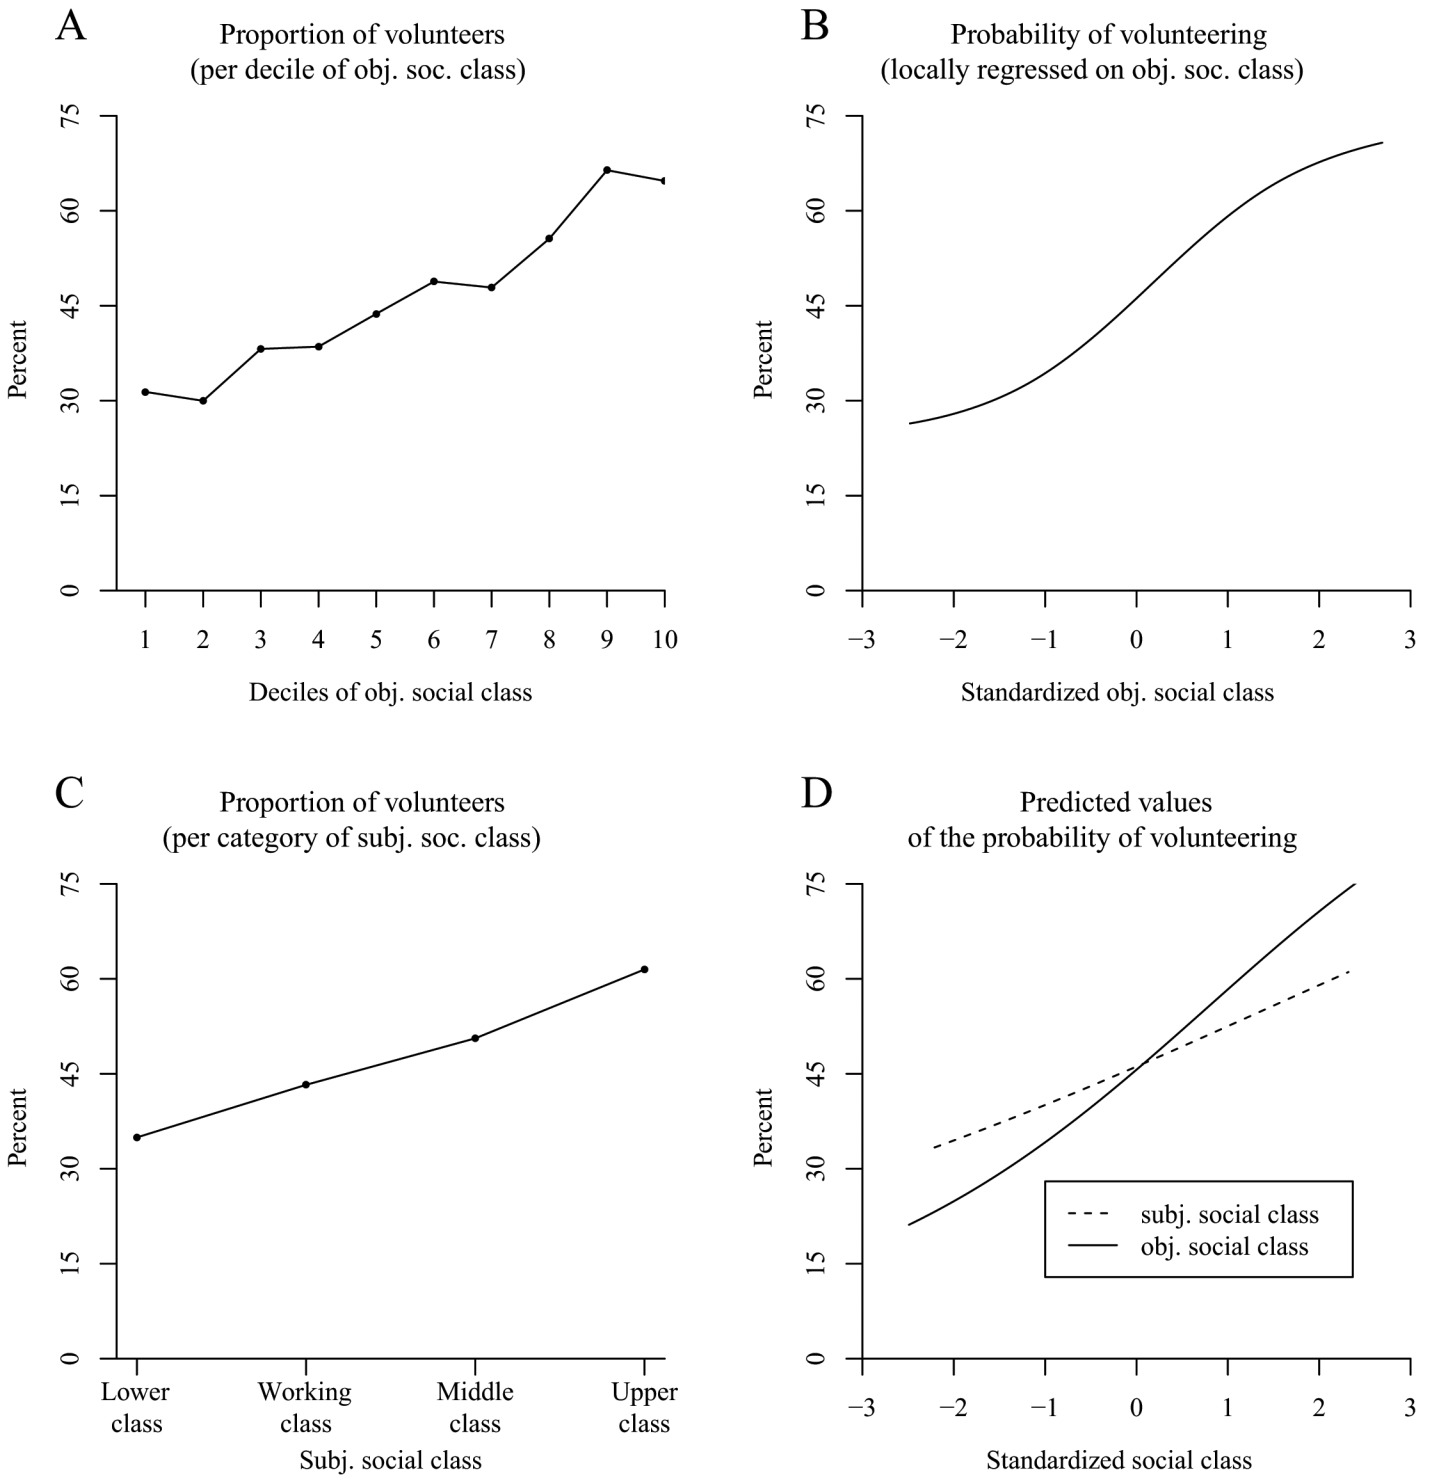 A
Proportion of volunteers
(per decile of obj. soc. class)
Percent
75
60
45
30
15
0
1 2 3 4 5 6 7 8 9 10
Deciles of obj. social class
B
Probability of volunteering
(locally regressed on obj. soc. class)
Percent
75
60
45
30
15
0
−3 −2 −1 0 1 2 3
Standardized obj. social class
C
Proportion of volunteers
(per category of subj. soc. class)
Percent
75
60
45
30
15
0
Lower Working Middle Upper
class class class class
Subj. social class
D
Predicted values
of the probability of volunteering
Percent
75
60
45
30
15
0
subj. social class
obj. social class
−3 −2 −1 0 1 2 3
Standardized social class